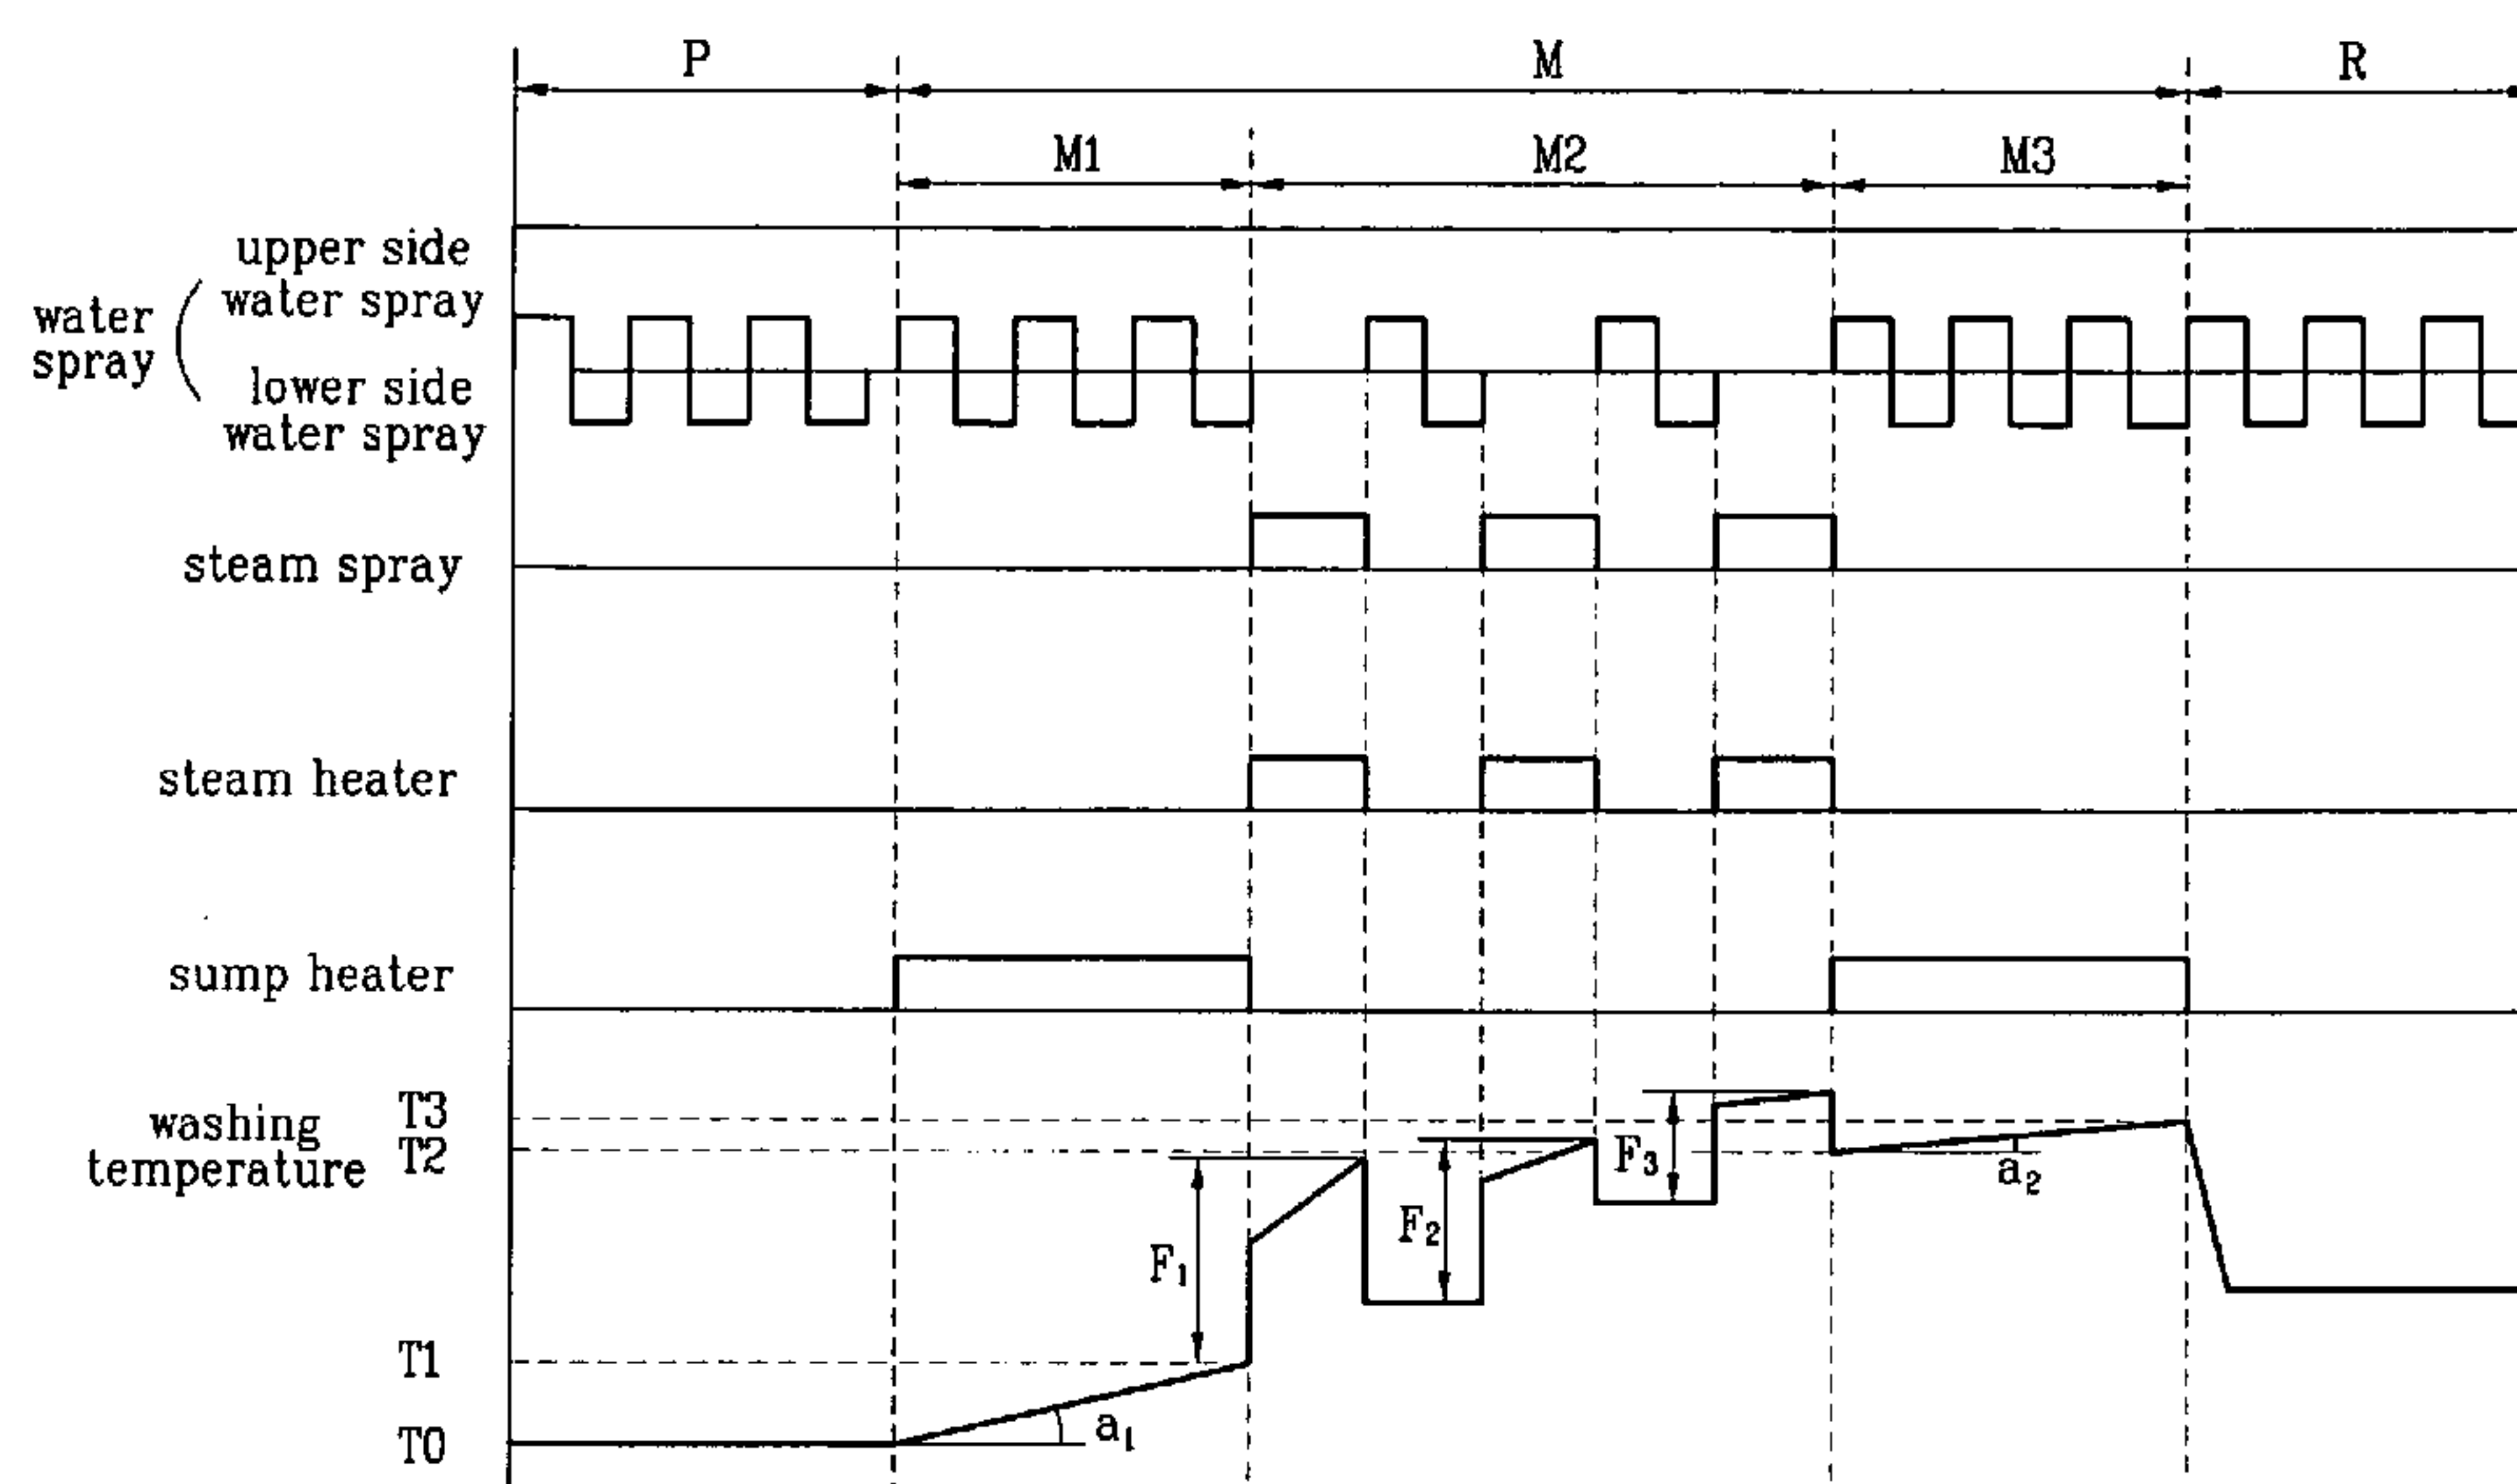 P M R
M1 M2 M3
upper side
water spray
water
spray
lower side
water spray
steam spray
steam heater
sump heater
washing
temperature
T3
T2
F₃
a₂
F₂
F₁
T1
a₁
T0